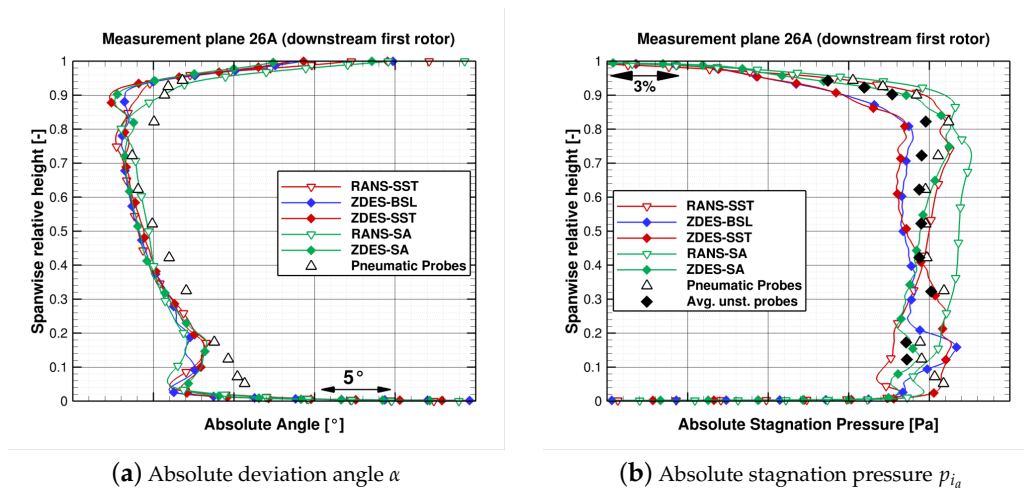 Measurement plane 26A (downstream first rotor)
Spanwise relative height [-]
1
0.9
0.8
0.7
0.6
0.5
0.4
0.3
0.2
0.1
0
RANS-SST
ZDES-BSL
ZDES-SST
RANS-SA
ZDES-SA
Pneumatic Probes
5°
Absolute Angle [°]
(a) Absolute deviation angle α
Measurement plane 26A (downstream first rotor)
Spanwise relative height [-]
1
0.9
0.8
0.7
0.6
0.5
0.4
0.3
0.2
0.1
0
3%
RANS-SST
ZDES-BSL
ZDES-SST
RANS-SA
ZDES-SA
Pneumatic Probes
Avg. unst. probes
Absolute Stagnation Pressure [Pa]
(b) Absolute stagnation pressure p_{i_a}